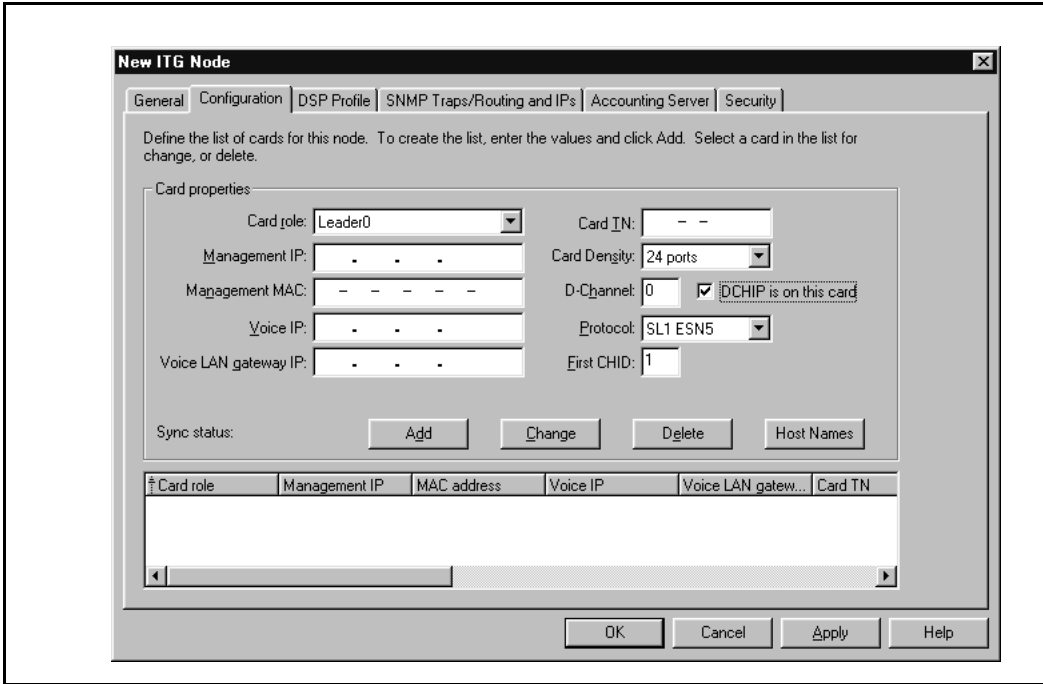 New ITG Node
General Configuration DSP Profile SNMP Traps/Routing and IPs Accounting Server Security
Define the list of cards for this node. To create the list, enter the values and click Add. Select a card in the list for
change, or delete.
Card properties
Card role: Leader0 Card TN: – –
Management IP: . . . Card Density: 24 ports
Management MAC: – – – – – D-Channel: 0 DCHIP is on this card
Voice IP: . . . Protocol: SL1 ESN5
Voice LAN gateway IP: . . . First CHID: 1
Sync status: Add Change Delete Host Names
Card role Management IP MAC address Voice IP Voice LAN gatew... Card TN
OK Cancel Apply Help